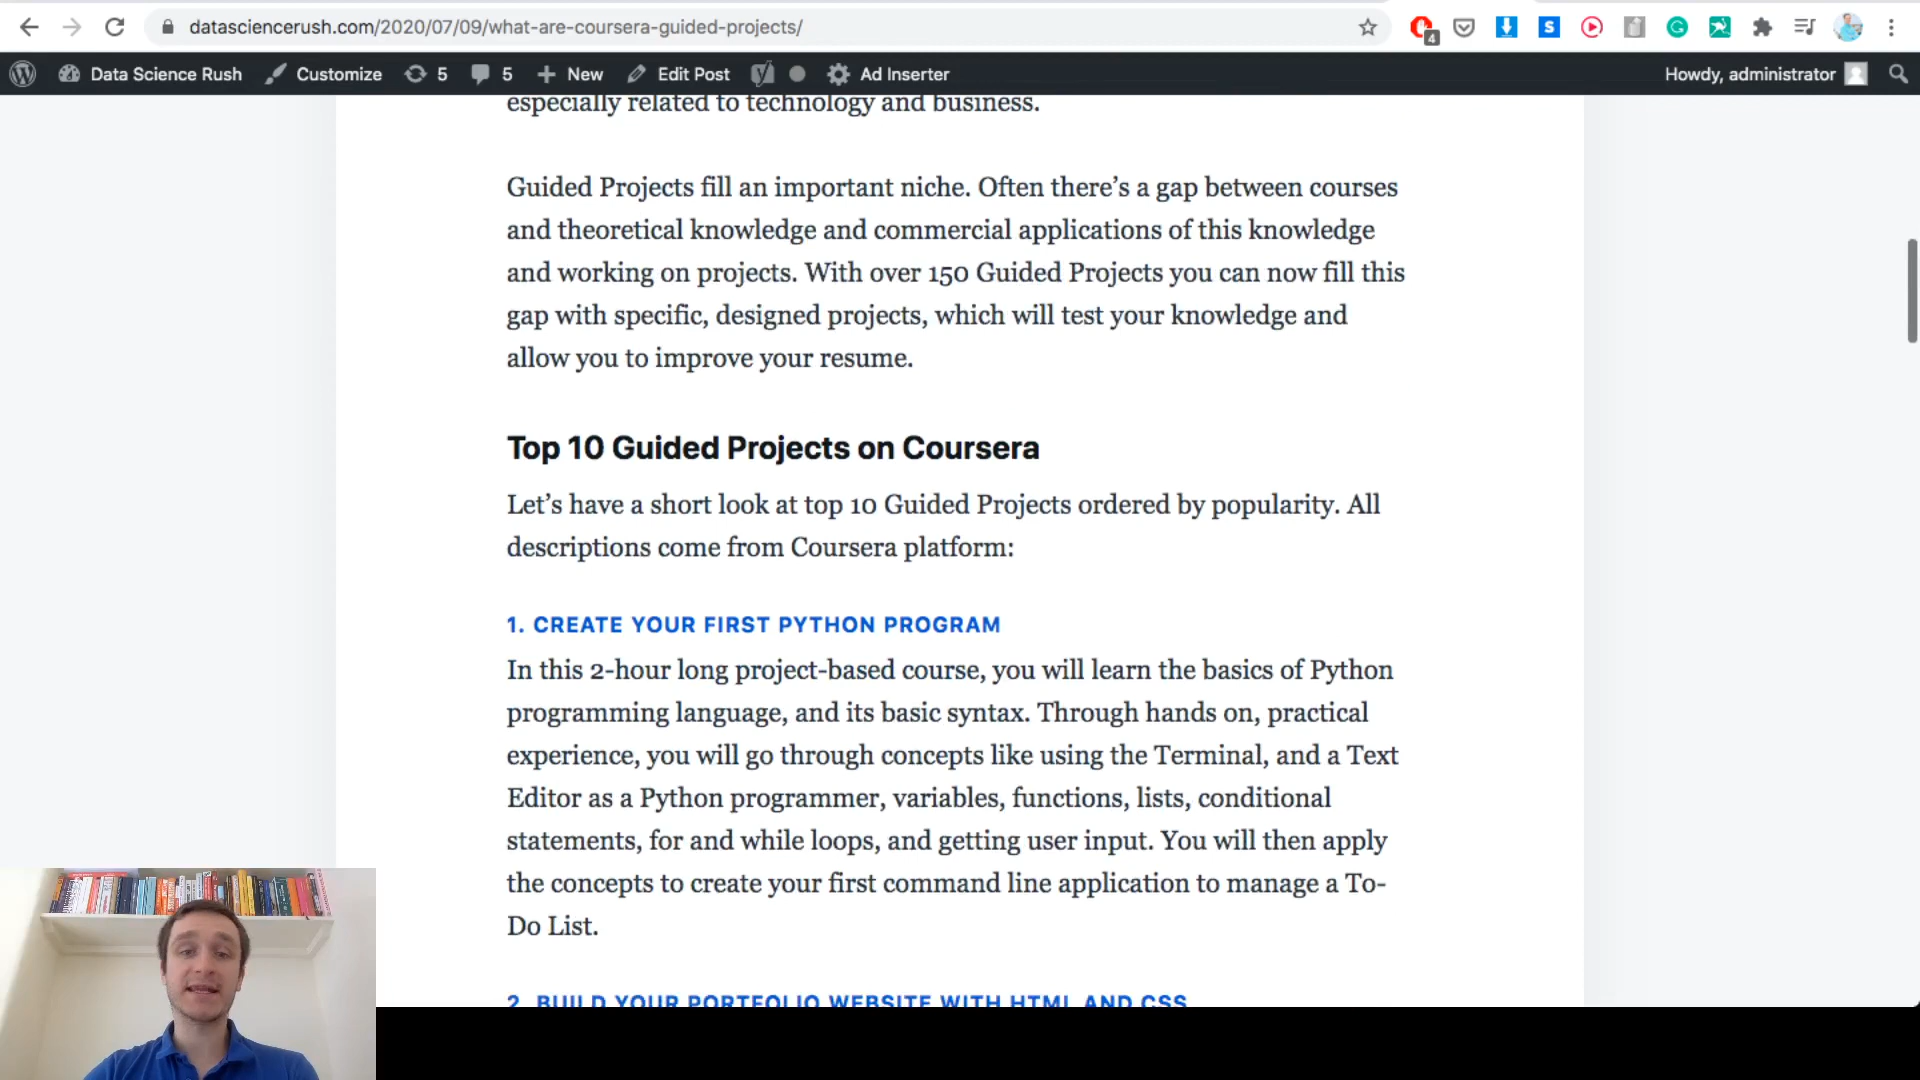 datasciencerush.com/2020/07/09/what-are-coursera-guided-projects/
4
Data Science Rush Customize 5 5 New Edit Post Ad Inserter Howdy, administrator
especially related to technology and business.
Guided Projects fill an important niche. Often there’s a gap between courses
and theoretical knowledge and commercial applications of this knowledge
and working on projects. With over 150 Guided Projects you can now fill this
gap with specific, designed projects, which will test your knowledge and
allow you to improve your resume.
Top 10 Guided Projects on Coursera
Let’s have a short look at top 10 Guided Projects ordered by popularity. All
descriptions come from Coursera platform:
1. CREATE YOUR FIRST PYTHON PROGRAM
In this 2-hour long project-based course, you will learn the basics of Python
programming language, and its basic syntax. Through hands on, practical
experience, you will go through concepts like using the Terminal, and a Text
Editor as a Python programmer, variables, functions, lists, conditional
statements, for and while loops, and getting user input. You will then apply
the concepts to create your first command line application to manage a To-
Do List.
2. BUILD YOUR PORTFOLIO WEBSITE WITH HTML AND CSS